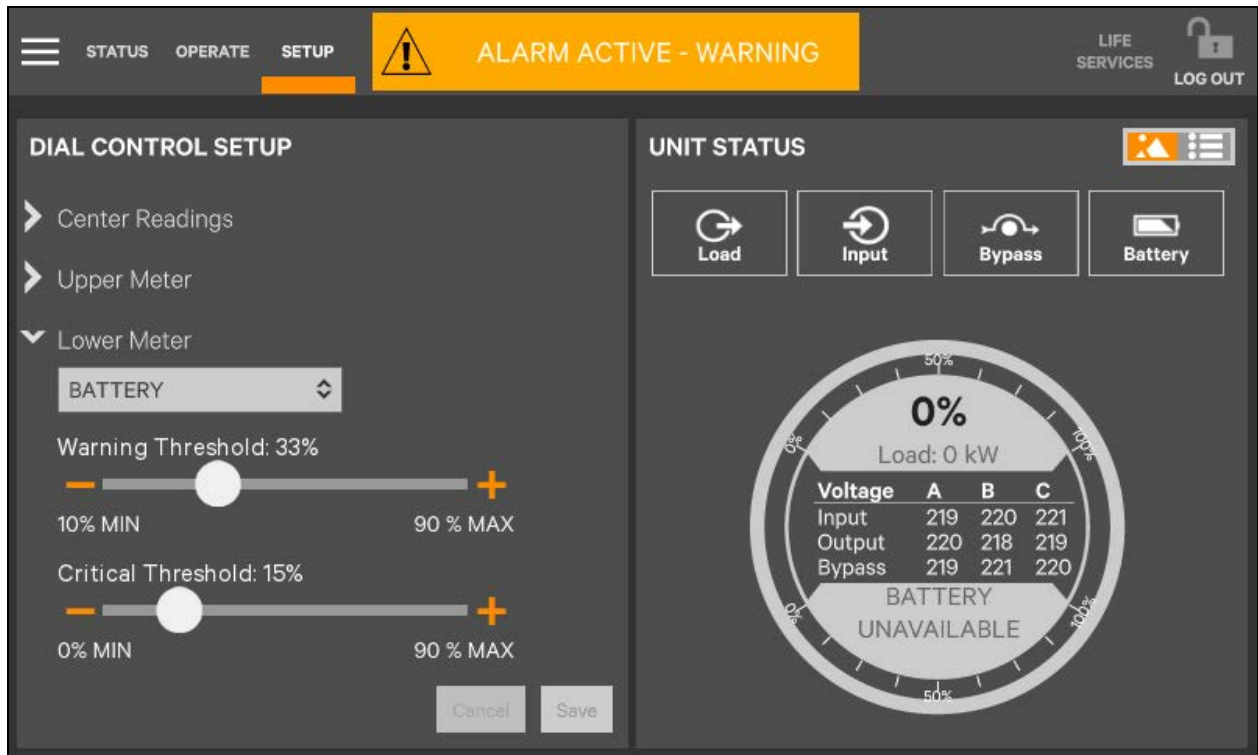 STATUS OPERATE SETUP
ALARM ACTIVE - WARNING
LIFE
SERVICES
LOG OUT
DIAL CONTROL SETUP
Center Readings
Upper Meter
Lower Meter
BATTERY
Warning Threshold: 33%
10% MIN 90 % MAX
Critical Threshold: 15%
0% MIN 90 % MAX
Cancel Save
UNIT STATUS
Load Input Bypass Battery
50%
0% 100%
0%
Load: 0 kW
Voltage A B C
Input 219 220 221
Output 220 218 219
Bypass 219 221 220
BATTERY
UNAVAILABLE
0% 100%
50%